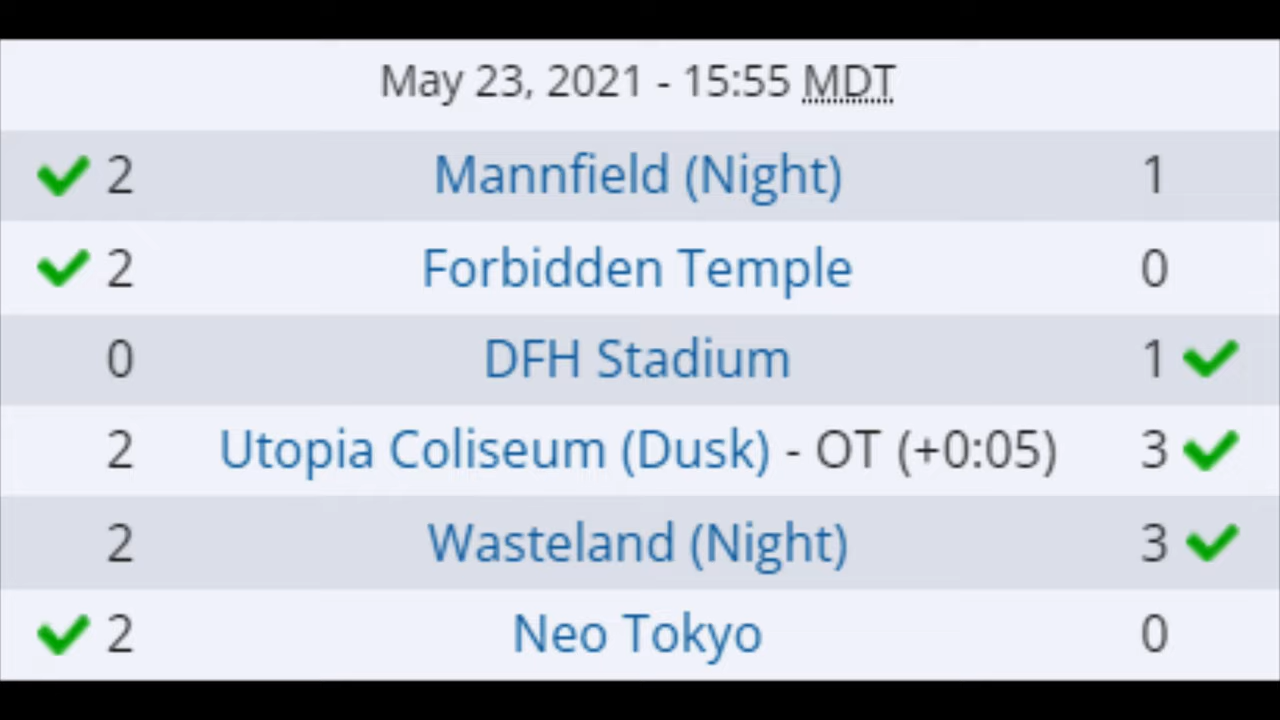 May 23, 2021 - 15:55 MDT
2 Mannfield (Night) 1
2 Forbidden Temple 0
0 DFH Stadium 1
2 Utopia Coliseum (Dusk) - OT (+0:05) 3
2 Wasteland (Night) 3
2 Neo Tokyo 0